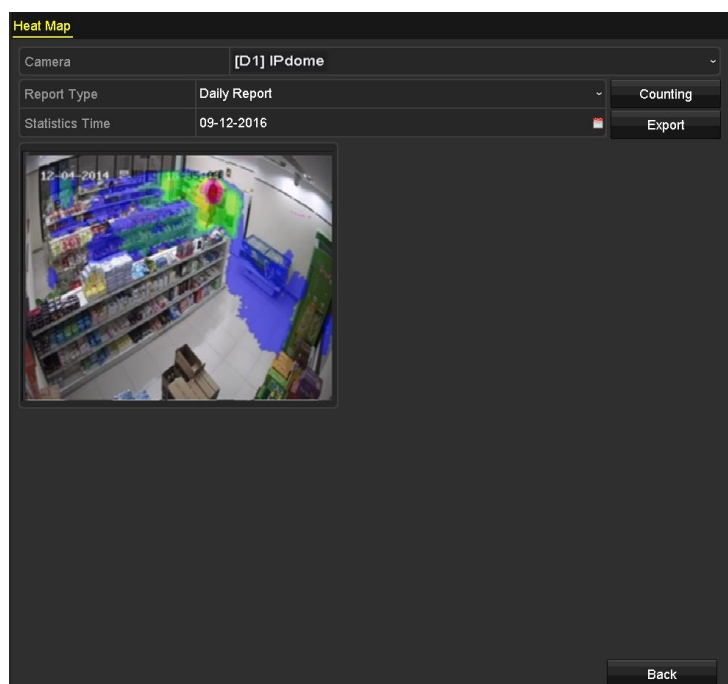 Heat Map
Camera [D1] IPdome
Report Type Daily Report Counting
Statistics Time 09-12-2016 Export
12-04-2014
Back